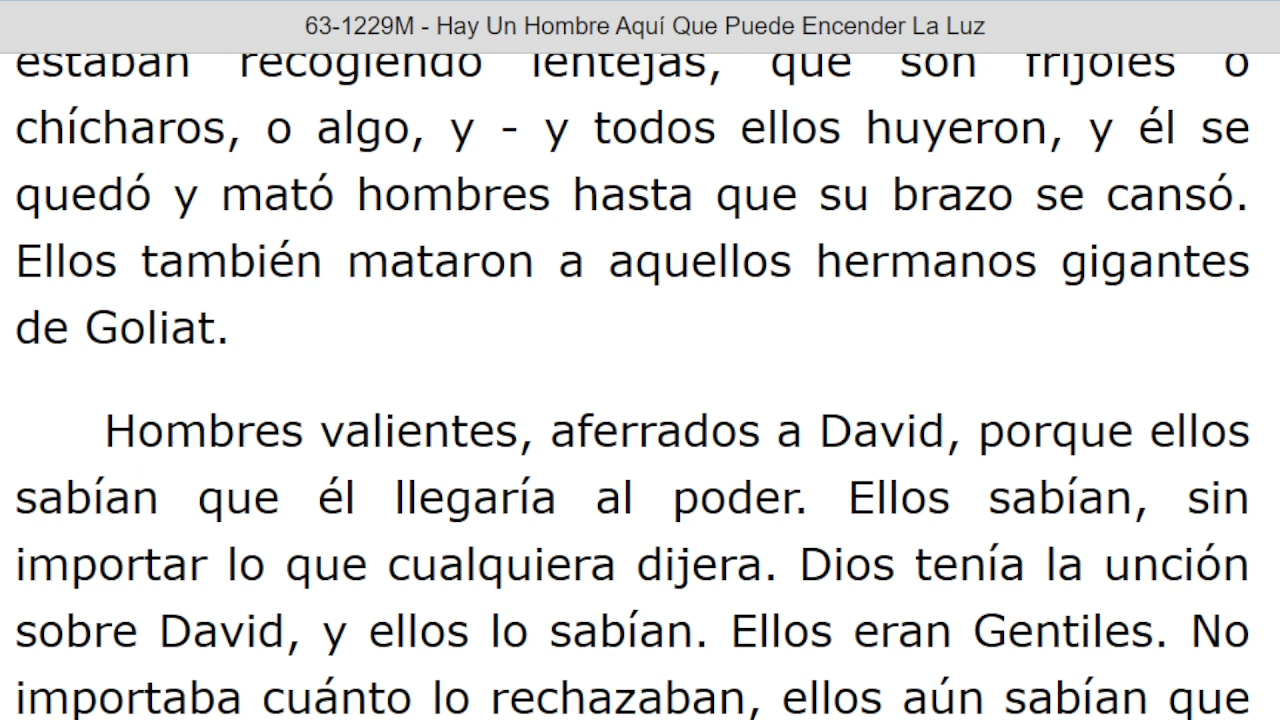 63-1229M - Hay Un Hombre Aquí Que Puede Encender La Luz
estaban recogiendo lentejas, que son frijoles o
chícharos, o algo, y - y todos ellos huyeron, y él se
quedó y mató hombres hasta que su brazo se cansó.
Ellos también mataron a aquellos hermanos gigantes
de Goliat.
Hombres valientes, aferrados a David, porque ellos
sabían que él llegaría al poder. Ellos sabían, sin
importar lo que cualquiera dijera. Dios tenía la unción
sobre David, y ellos lo sabían. Ellos eran Gentiles. No
importaba cuánto lo rechazaban, ellos aún sabían que